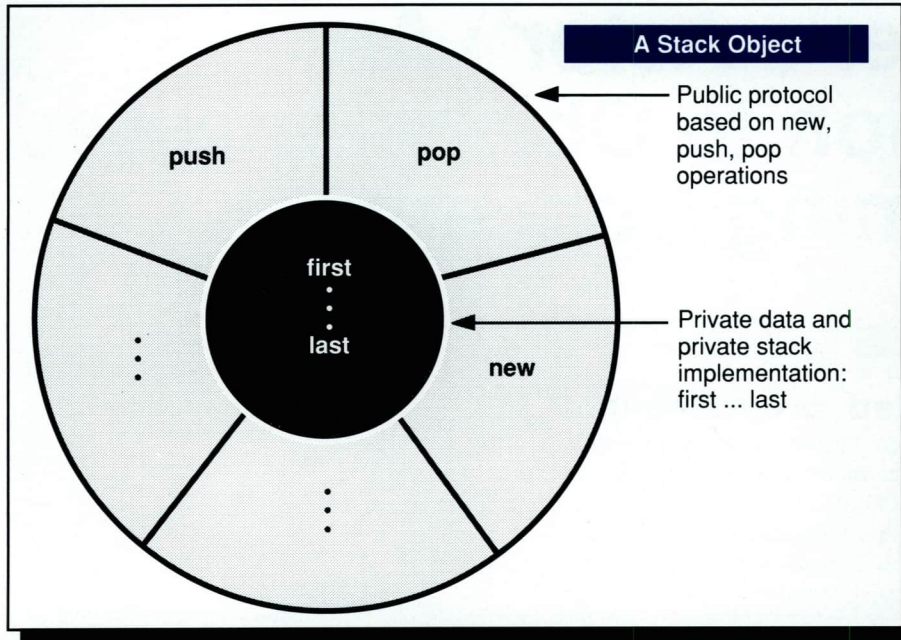 A Stack Object
Public protocol
based on new,
push, pop
operations
push
pop
first
last
new
Private data and
private stack
implementation:
first ... last